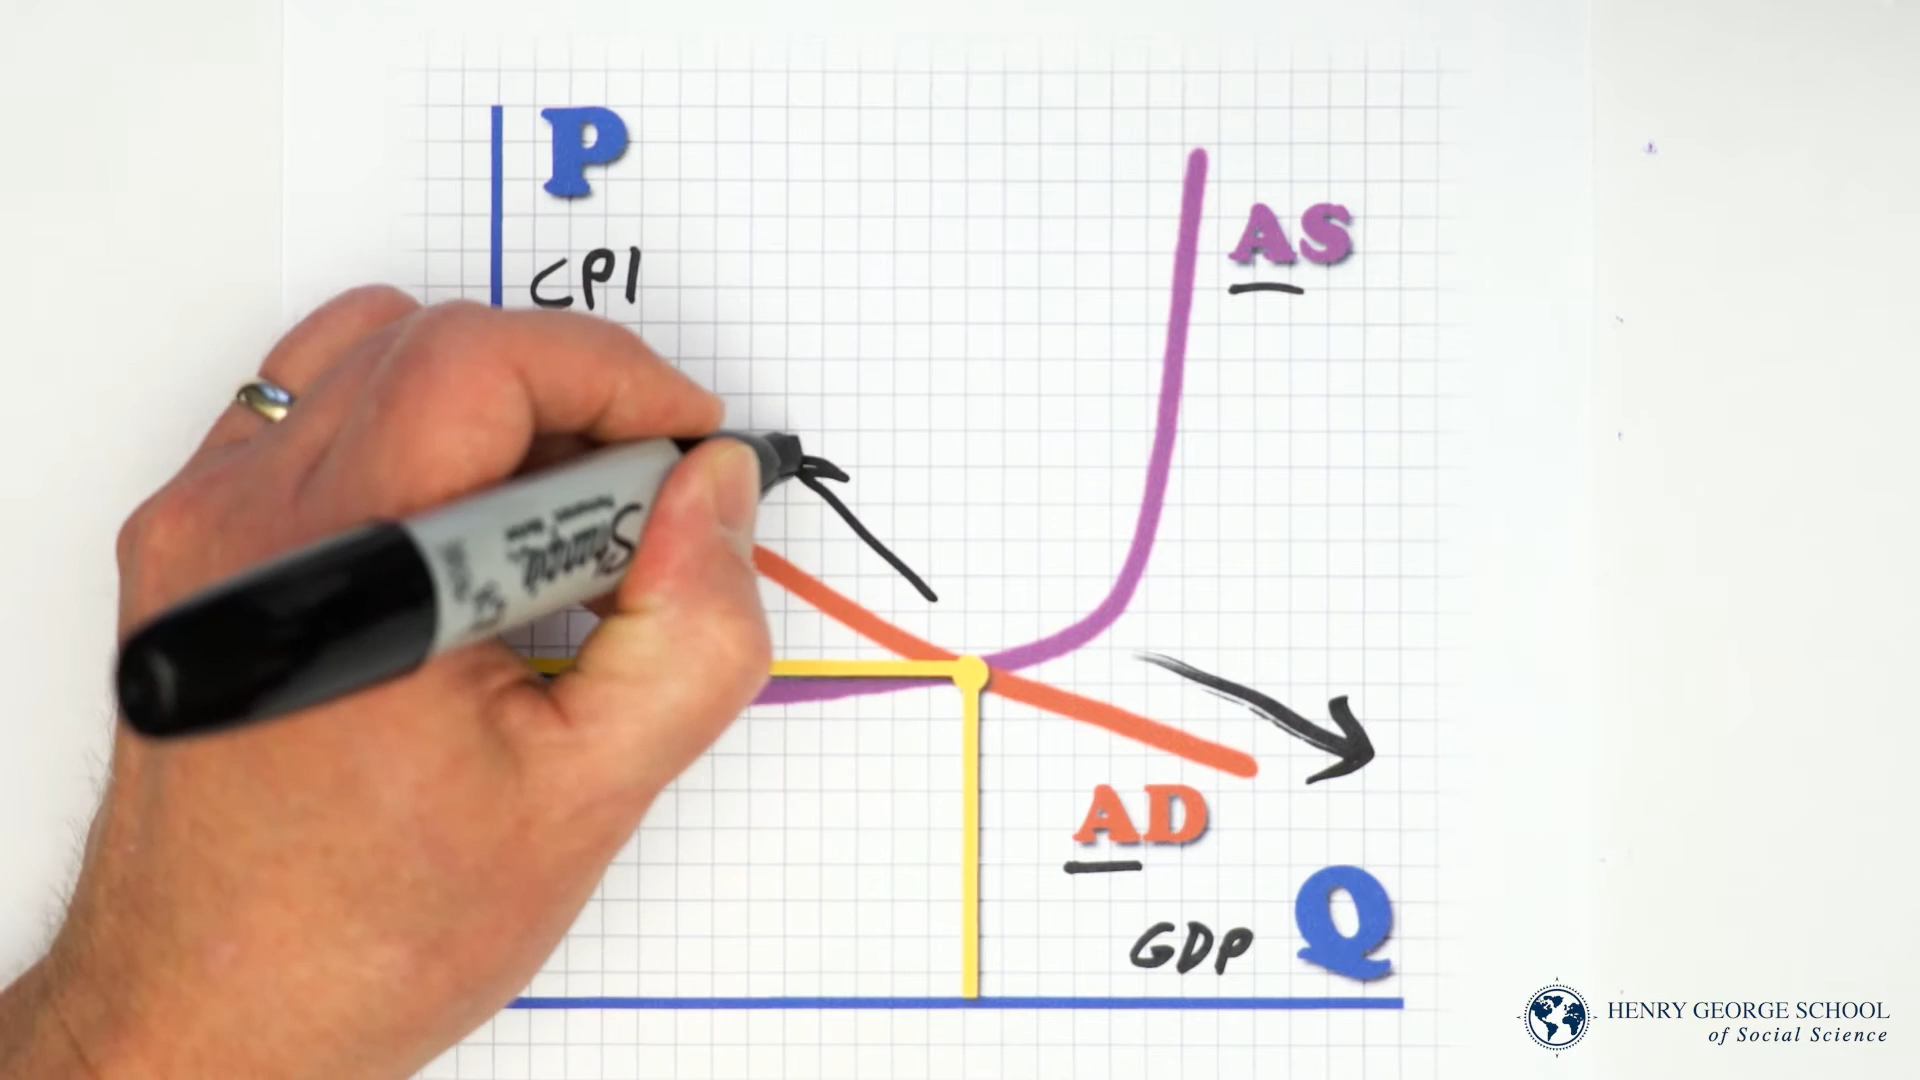 P
CPI
AS
Sharpie
AD
GDP
Q
HENRY GEORGE SCHOOL
of Social Science